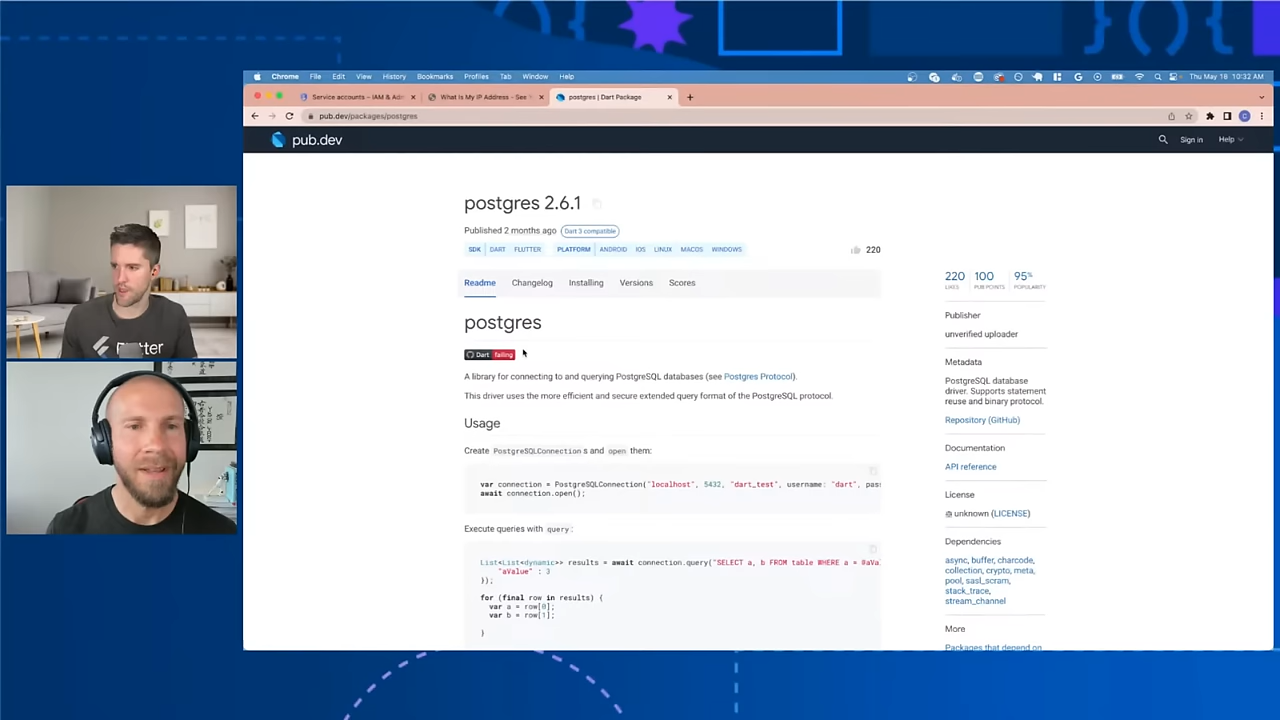 Chrome File Edit View History Bookmarks Profiles Tab Window Help
Thu May 18 10:32 AM
Service accounts – IAM & Adm
What Is My IP Address - See Y
postgres | Dart Package
pub.dev/packages/postgres
pub.dev
Sign in
Help
postgres 2.6.1
Published 2 months ago
Dart 3 compatible
SDK DART FLUTTER PLATFORM ANDROID IOS LINUX MACOS WINDOWS
220
Readme Changelog Installing Versions Scores
postgres
Dart failing
A library for connecting to and querying PostgreSQL databases (see Postgres Protocol).
This driver uses the more efficient and secure extended query format of the PostgreSQL protocol.
Usage
Create PostgreSQLConnection s and open them:
var connection = PostgreSQLConnection("localhost", 5432, "dart_test", username: "dart", pas
await connection.open();
Execute queries with query:
List<List<dynamic>> results = await connection.query("SELECT a, b FROM table WHERE a = @aVa
"aValue" : 3
});
for (final row in results) {
var a = row[0];
var b = row[1];
}
220 100 95%
LIKES PUB POINTS POPULARITY
Publisher
unverified uploader
Metadata
PostgreSQL database
driver. Supports statement
reuse and binary protocol.
Repository (GitHub)
Documentation
API reference
License
unknown (LICENSE)
Dependencies
async, buffer, charcode,
collection, crypto, meta,
pool, sasl_scram,
stack_trace,
stream_channel
More
Packages that depend on
Flutter